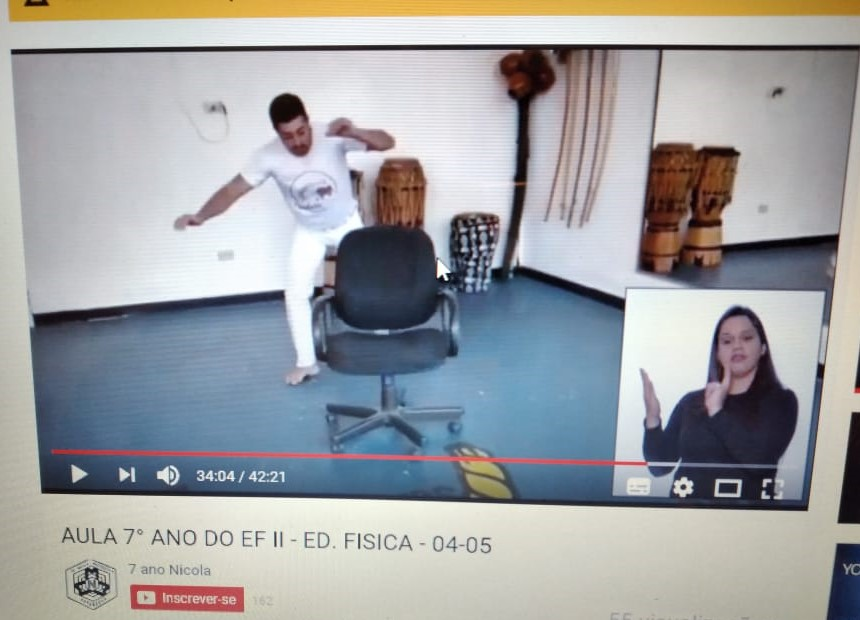 34:04 / 42:21
AULA 7° ANO DO EF II - ED. FISICA - 04-05
7 ano Nicola
Inscrever-se
162
YO